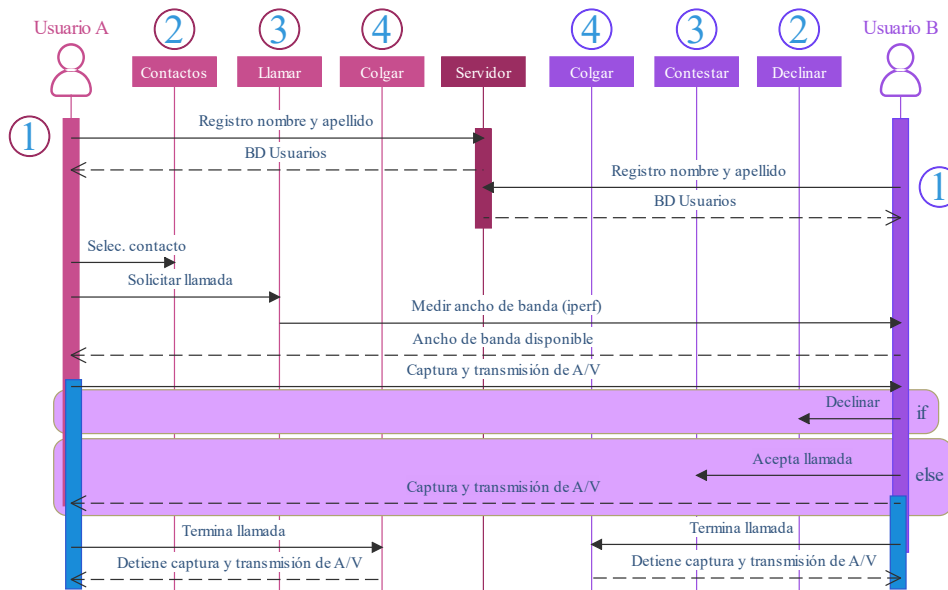 Usuario A
2
3
4
4
3
2
Usuario B
Contactos
Llamar
Colgar
Servidor
Colgar
Contestar
Declinar
1
Registro nombre y apellido
BD Usuarios
Registro nombre y apellido
1
BD Usuarios
Selec. contacto
Solicitar llamada
Medir ancho de banda (iperf)
Ancho de banda disponible
Captura y transmisión de A/V
Declinar
if
Acepta llamada
else
Captura y transmisión de A/V
Termina llamada
Termina llamada
Detiene captura y transmisión de A/V
Detiene captura y transmisión de A/V